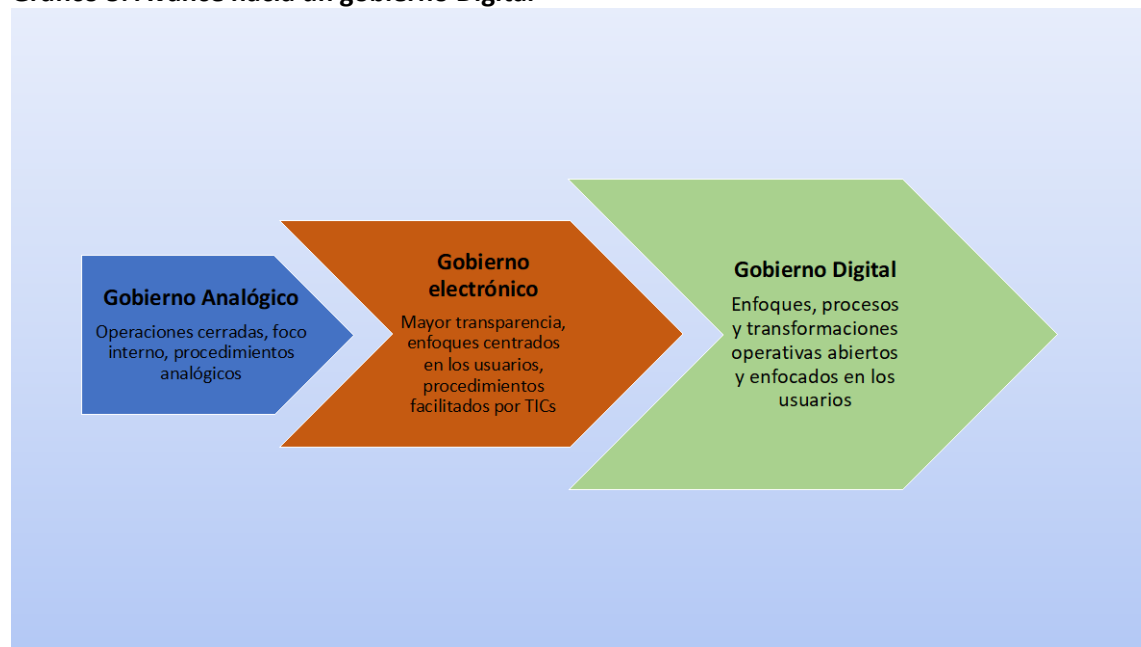 Gobierno Analógico
Operaciones cerradas, foco
interno, procedimientos
analógicos
Gobierno
electrónico
Mayor transparencia,
enfoques centrados
en los usuarios,
procedimientos
facilitados por TICs
Gobierno Digital
Enfoques, procesos
y transformaciones
operativas abiertos
y enfocados en los
usuarios